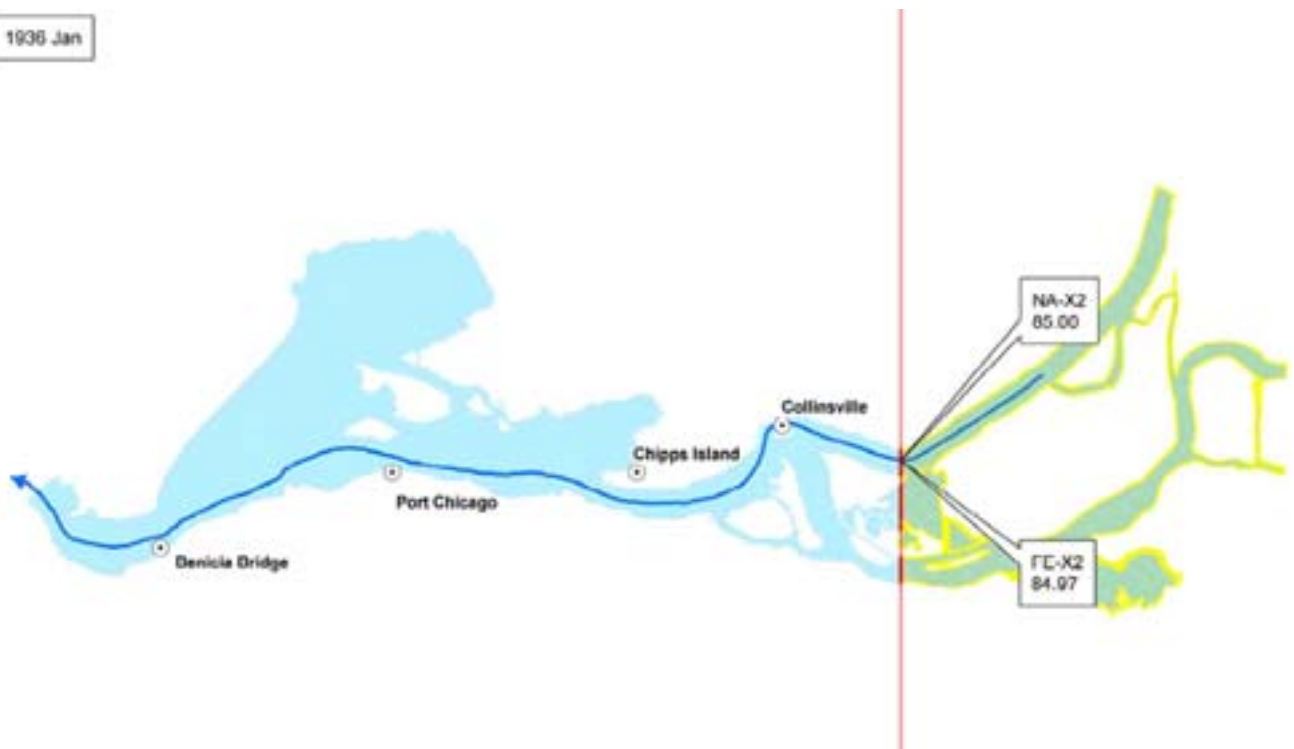 1936 Jan
NA-X2
85.00
Collinsville
Chipps Island
Port Chicago
Benicia Bridge
FE-X2
84.97